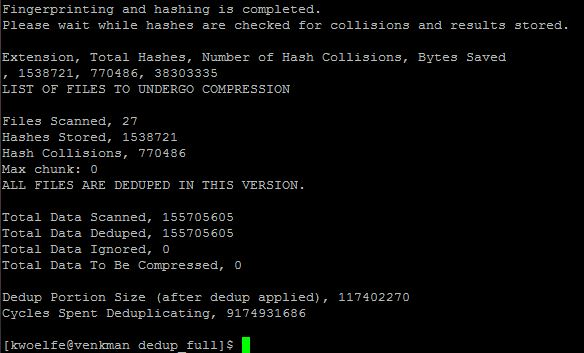 Fingerprinting and hashing is completed.
Please wait while hashes are checked for collisions and results stored.
Extension, Total Hashes, Number of Hash Collisions, Bytes Saved
, 1538721, 770486, 38303335
LIST OF FILES TO UNDERGO COMPRESSION
Files Scanned, 27
Hashes Stored, 1538721
Hash Collisions, 770486
Max chunk: 0
ALL FILES ARE DEDUPED IN THIS VERSION.
Total Data Scanned, 155705605
Total Data Deduped, 155705605
Total Data Ignored, 0
Total Data To Be Compressed, 0
Dedup Portion Size (after dedup applied), 117402270
Cycles Spent Deduplicating, 9174931686
[kwoelfe@venkman dedup_full]$